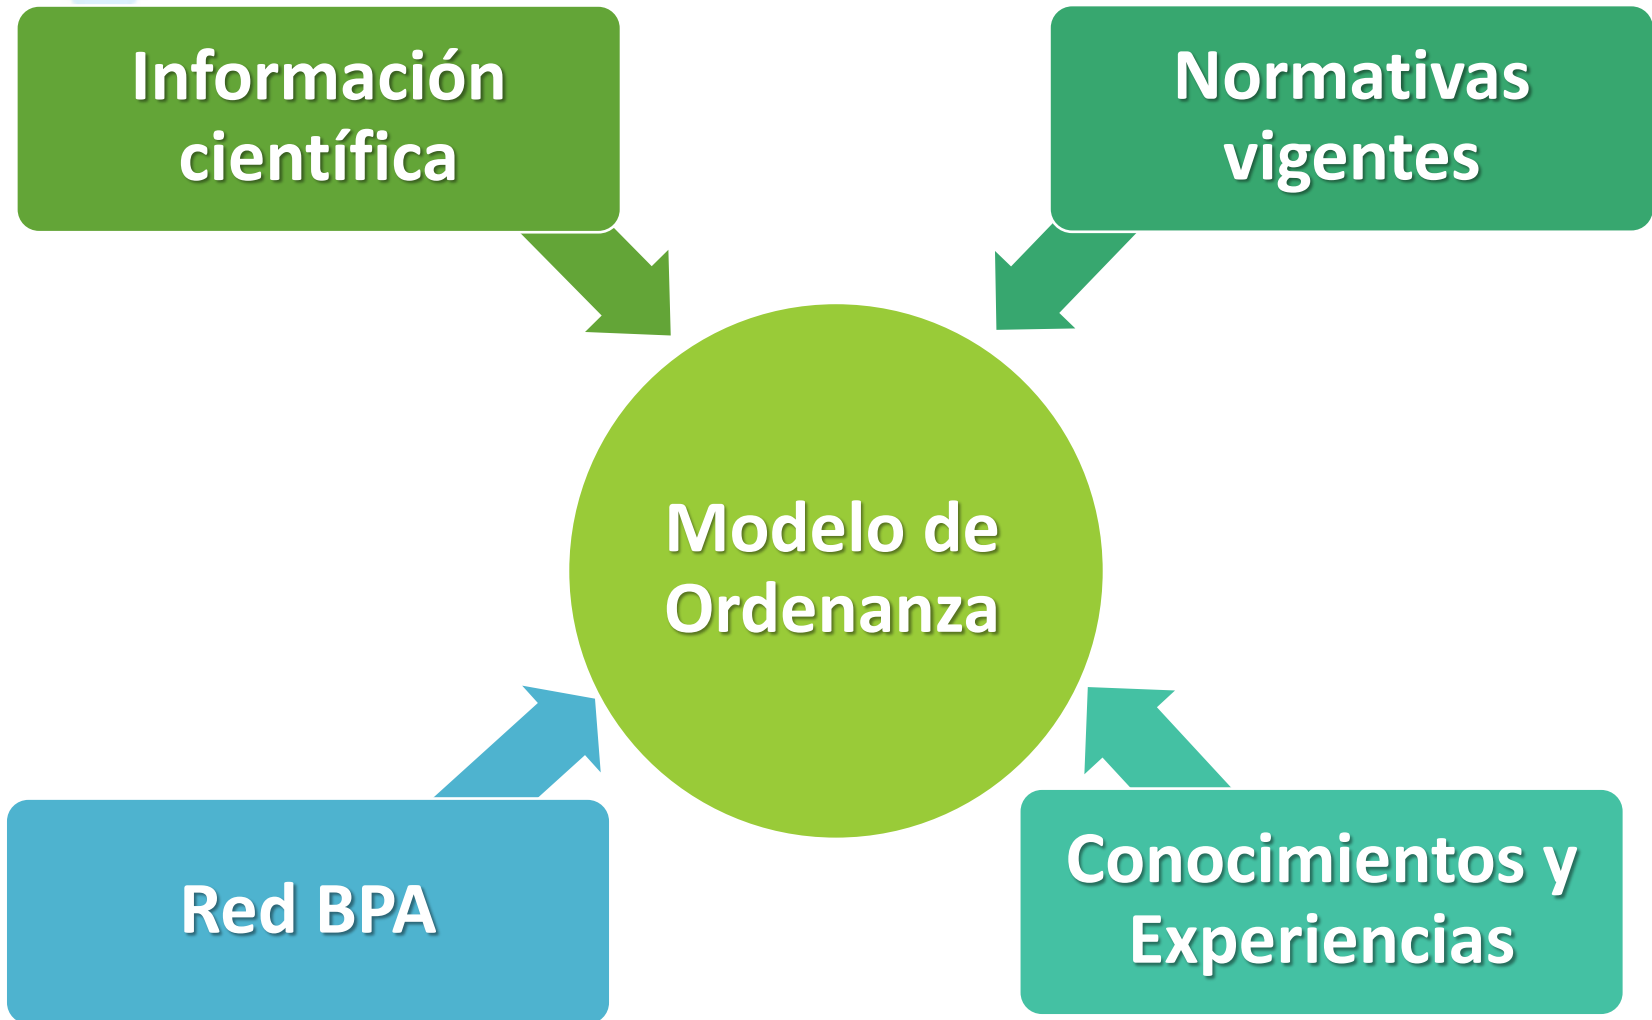 Información
científica
Normativas
vigentes
Modelo de
Ordenanza
Red BPA
Conocimientos y
Experiencias